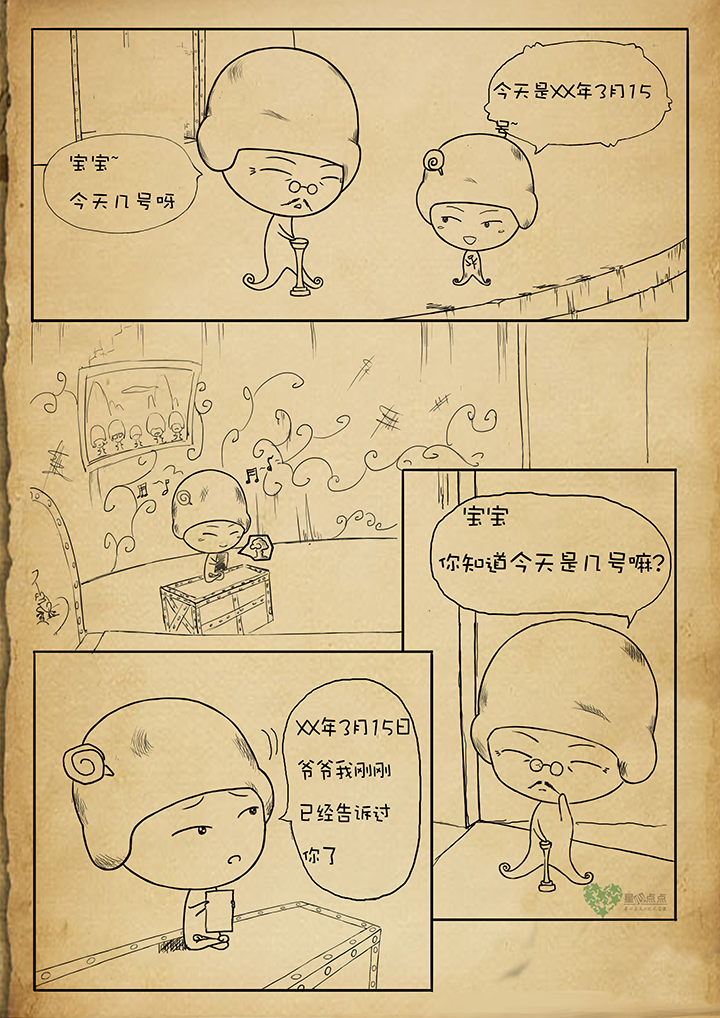 宝宝~
今天几号呀
今天是XX年3月15
号~
宝宝
你知道今天是几号嘛?
XX年3月15日
爷爷我刚刚
已经告诉过
你了
童心点点